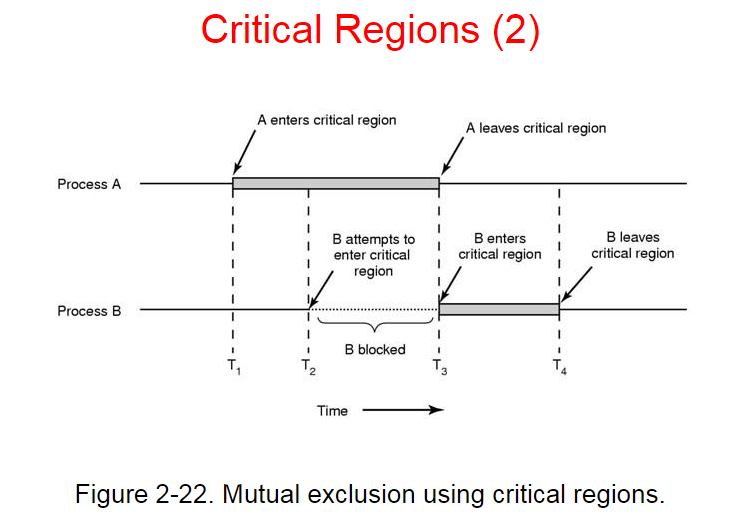 Critical Regions (2)
A enters critical region
A leaves critical region
Process A
B attempts to
enter critical
region
B enters
critical region
B leaves
critical region
Process B
B blocked
T1
T2
T3
T4
Time
Figure 2-22. Mutual exclusion using critical regions.